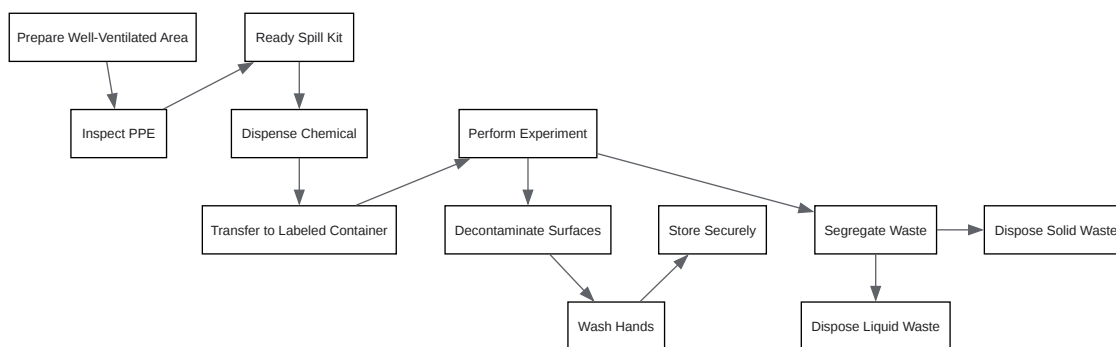 Prepare Well-Ventilated Area
Ready Spill Kit
Inspect PPE
Dispense Chemical
Perform Experiment
Transfer to Labeled Container
Decontaminate Surfaces
Store Securely
Segregate Waste
Dispose Solid Waste
Wash Hands
Dispose Liquid Waste